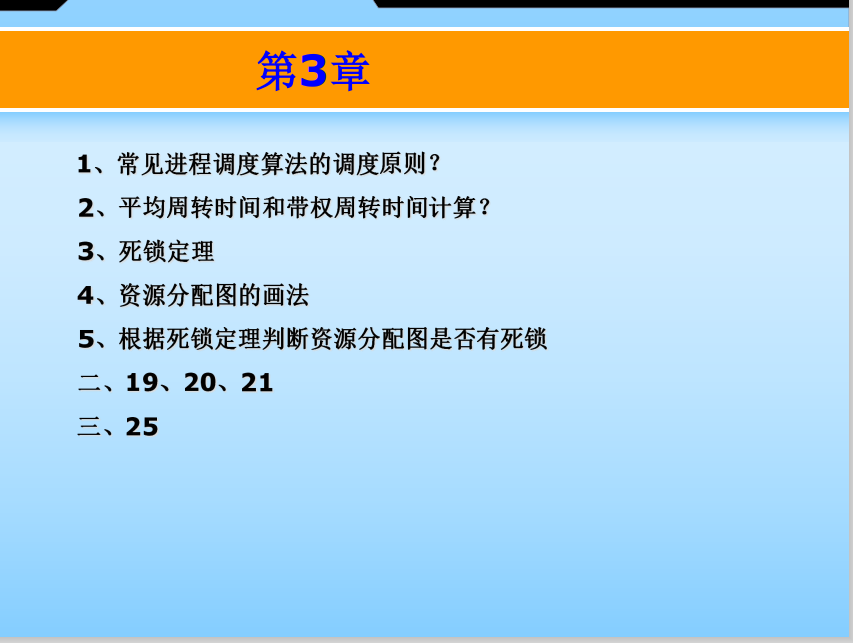 第3章
1、常见进程调度算法的调度原则?
2、平均周转时间和带权周转时间计算?
3、死锁定理
4、资源分配图的画法
5、根据死锁定理判断资源分配图是否有死锁
二、19、20、21
三、25